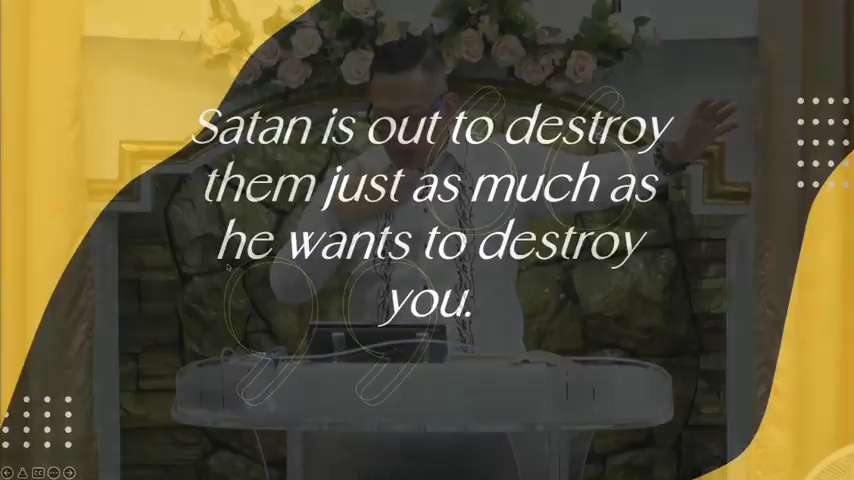 Satan is out to destroy
them just as much as
he wants to destroy
you.